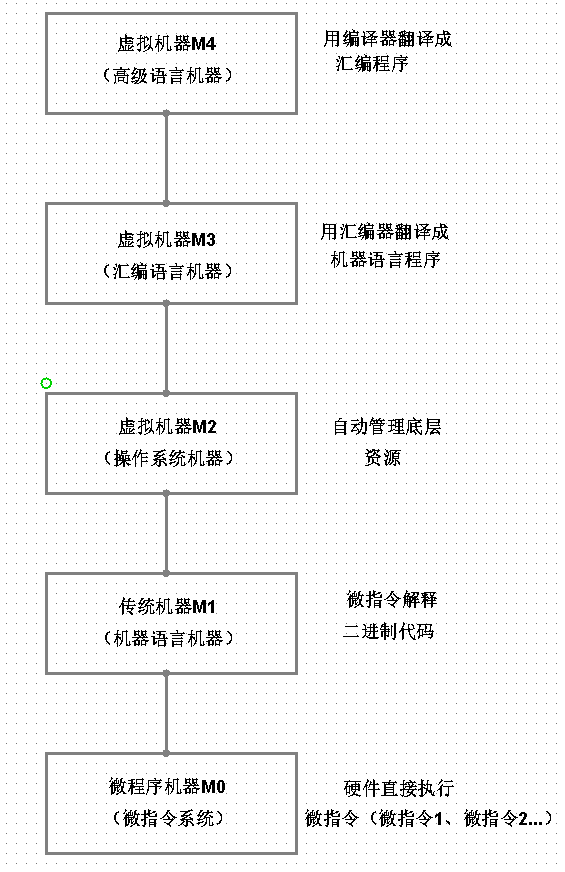 虚拟机器M4
（高级语言机器）
用编译器翻译成
汇编程序
虚拟机器M3
（汇编语言机器）
用汇编器翻译成
机器语言程序
虚拟机器M2
（操作系统机器）
自动管理底层
资源
传统机器M1
（机器语言机器）
微指令解释
二进制代码
微程序机器M0
（微指令系统）
硬件直接执行
微指令（微指令1、微指令2...）